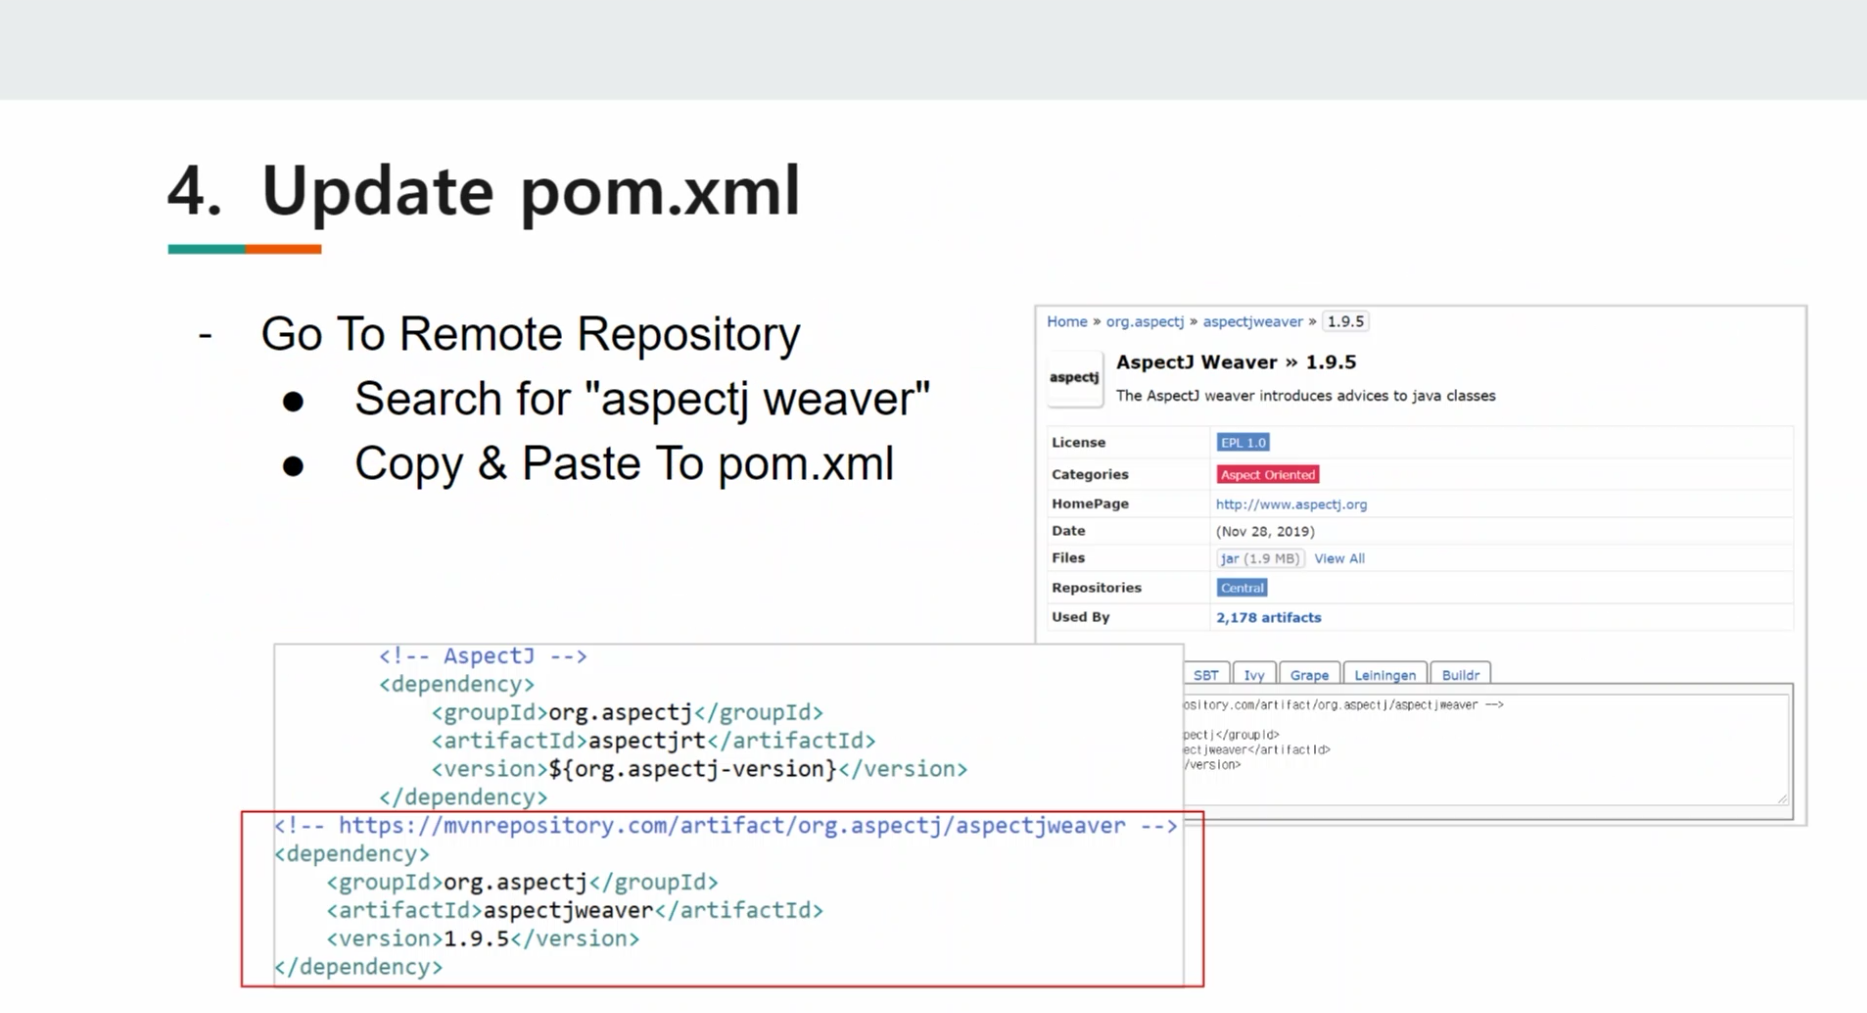 4. Update pom.xml
- Go To Remote Repository
● Search for "aspectj weaver"
● Copy & Paste To pom.xml
Home » org.aspectj » aspectjweaver » 1.9.5
aspectj
AspectJ Weaver » 1.9.5
The AspectJ weaver introduces advices to java classes
License EPL 1.0
Categories Aspect Oriented
HomePage http://www.aspectj.org
Date (Nov 28, 2019)
Files jar (1.9 MB) View All
Repositories Central
Used By 2,178 artifacts
SBT Ivy Grape Leiningen Buildr
ository.com/artifact/org.aspectj/aspectjweaver -->
pectj</groupId>
ectjweaver</artifactId>
/version>
<!-- AspectJ -->
<dependency>
<groupId>org.aspectj</groupId>
<artifactId>aspectjrt</artifactId>
<version>${org.aspectj-version}</version>
</dependency>
<!-- https://mvnrepository.com/artifact/org.aspectj/aspectjweaver -->
<dependency>
<groupId>org.aspectj</groupId>
<artifactId>aspectjweaver</artifactId>
<version>1.9.5</version>
</dependency>